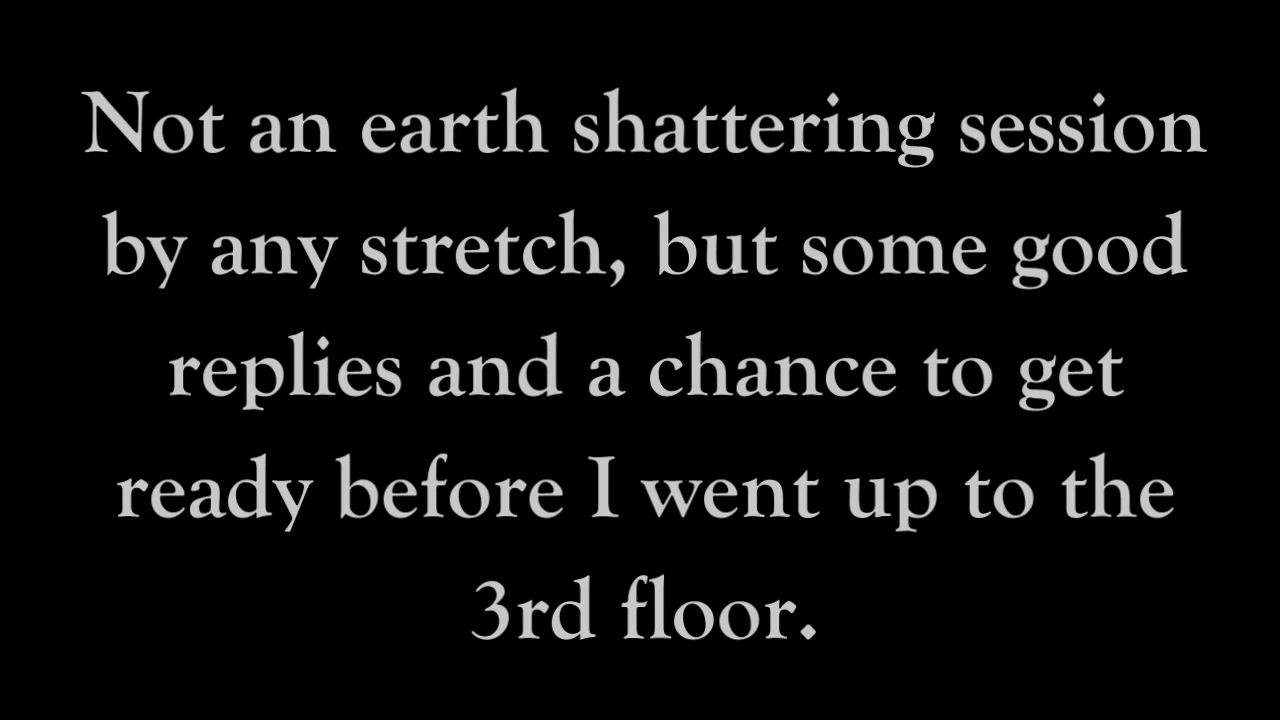 Not an earth shattering session
by any stretch, but some good
replies and a chance to get
ready before I went up to the
3rd floor.